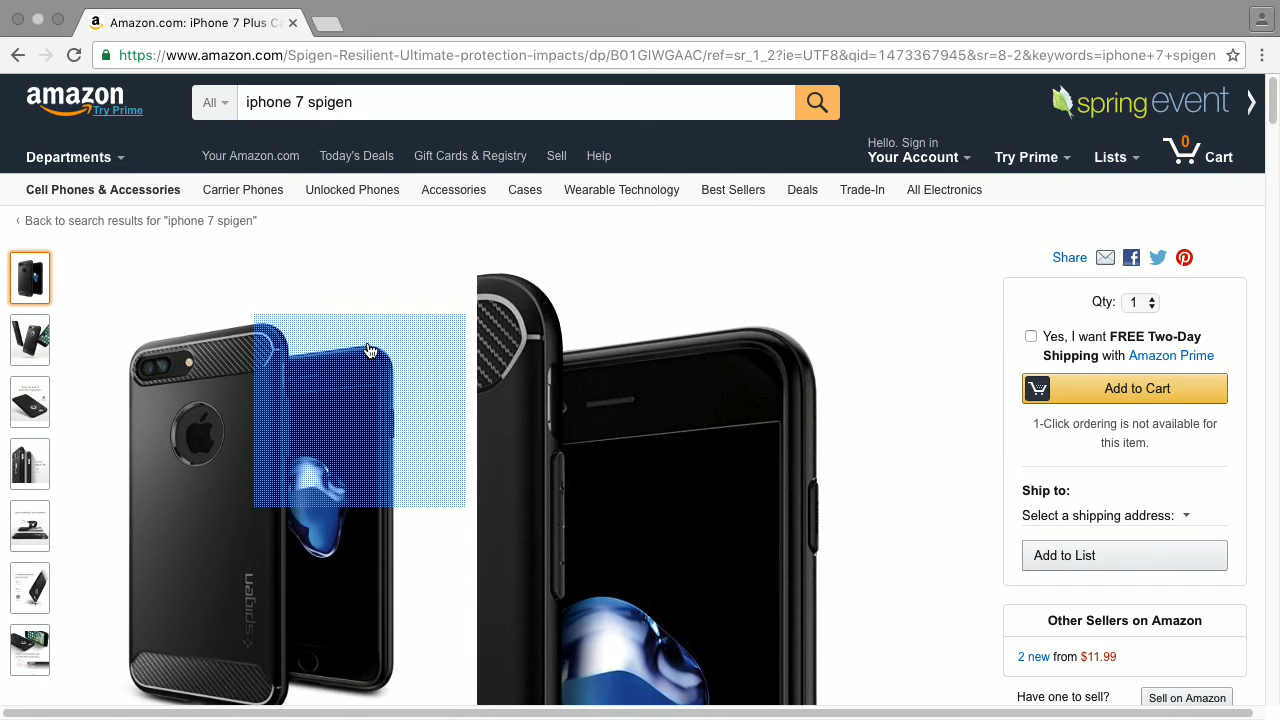 Amazon.com: iPhone 7 Plus Ca
https://www.amazon.com/Spigen-Resilient-Ultimate-protection-impacts/dp/B01GIWGAAC/ref=sr_1_2?ie=UTF8&qid=1473367945&sr=8-2&keywords=iphone+7+spigen
amazon
Try Prime
All
iphone 7 spigen
spring event
Departments
Your Amazon.com
Today's Deals
Gift Cards & Registry
Sell
Help
Hello. Sign in
Your Account
Try Prime
Lists
0
Cart
Cell Phones & Accessories
Carrier Phones
Unlocked Phones
Accessories
Cases
Wearable Technology
Best Sellers
Deals
Trade-In
All Electronics
‹ Back to search results for "iphone 7 spigen"
spigen
Share
Qty: 1
Yes, I want FREE Two-Day
Shipping with Amazon Prime
Add to Cart
1-Click ordering is not available for
this item.
Ship to:
Select a shipping address:
Add to List
Other Sellers on Amazon
2 new from $11.99
Have one to sell?
Sell on Amazon